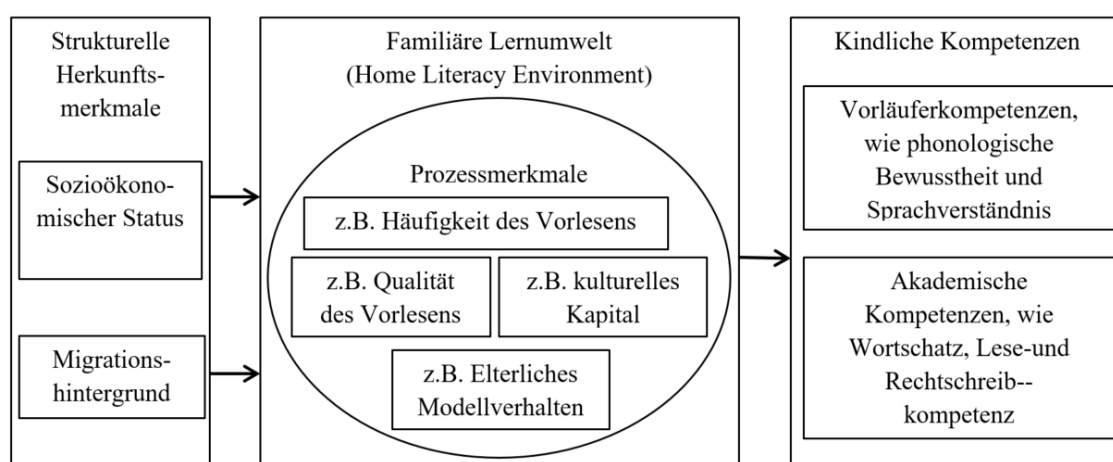 Strukturelle
Herkunfts-
merkmale
Sozioökono-
mischer Status
Migrations-
hintergrund
Familiäre Lernumwelt
(Home Literacy Environment)
Prozessmerkmale
z.B. Häufigkeit des Vorlesens
z.B. Qualität
des Vorlesens
z.B. kulturelles
Kapital
z.B. Elterliches
Modellverhalten
Kindliche Kompetenzen
Vorläuferkompetenzen,
wie phonologische
Bewusstheit und
Sprachverständnis
Akademische
Kompetenzen, wie
Wortschatz, Lese-und
Rechtschreib--
kompetenz